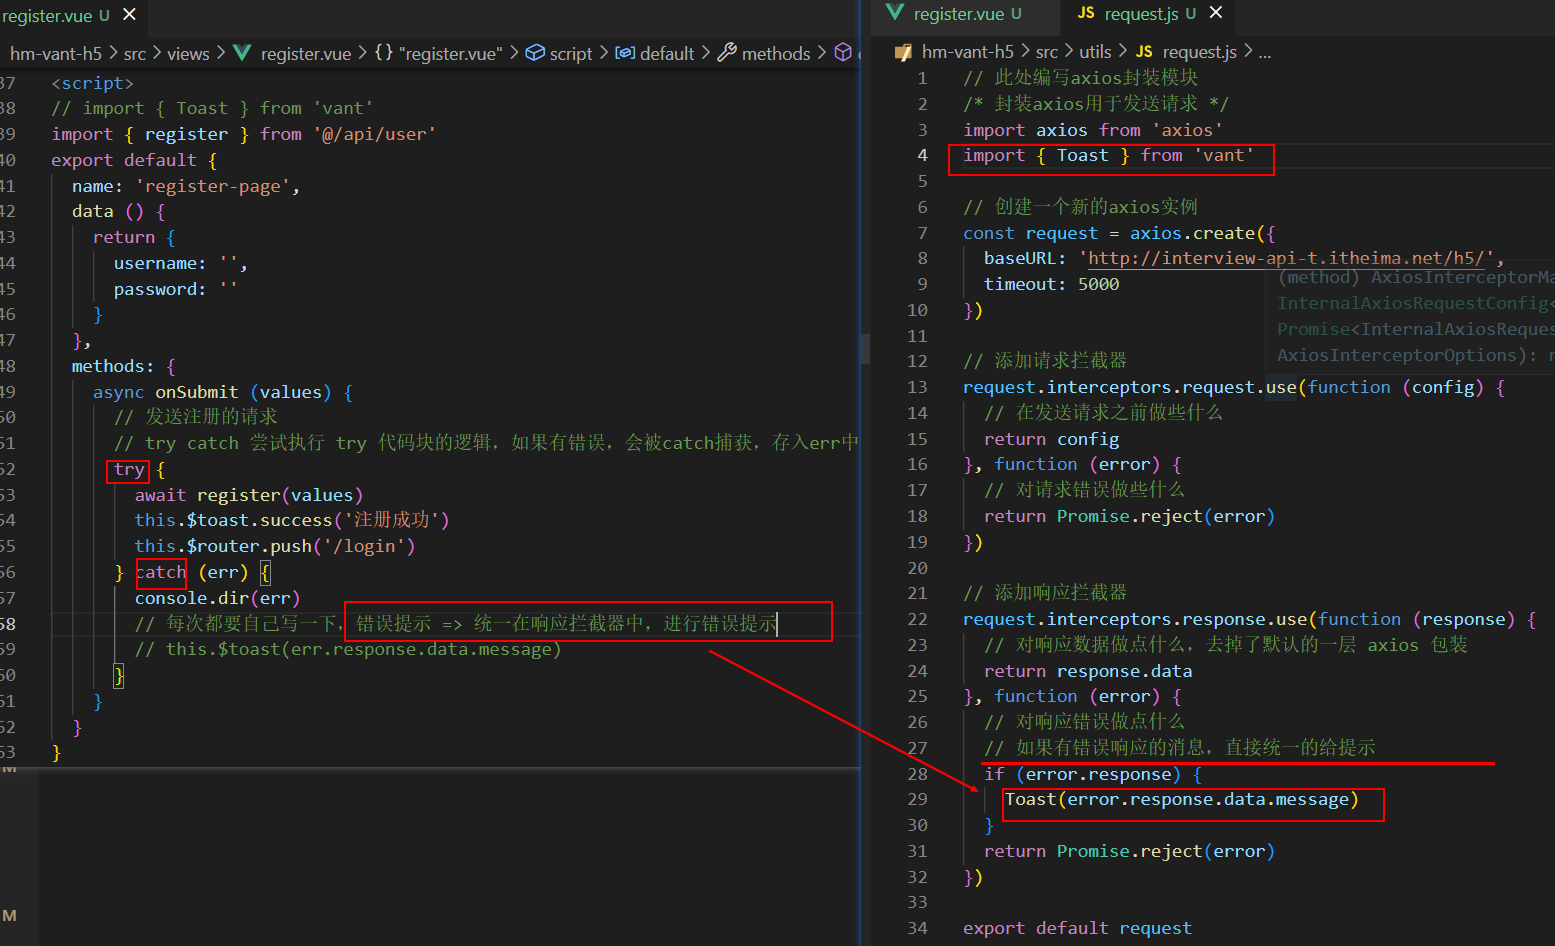 register.vue U ×
hm-vant-h5 > src > views > register.vue > {} "register.vue" > script > default > methods >
37 <script>
38 // import { Toast } from 'vant'
39 import { register } from '@/api/user'
40 export default {
41 name: 'register-page',
42 data () {
43 return {
44 username: '',
45 password: ''
46 }
47 },
48 methods: {
49 async onSubmit (values) {
50 // 发送注册的请求
51 // try catch 尝试执行 try 代码块的逻辑，如果有错误，会被catch捕获，存入err中
52 try {
53 await register(values)
54 this.$toast.success('注册成功')
55 this.$router.push('/login')
56 } catch (err) {
57 console.dir(err)
58 // 每次都要自己写一下，错误提示 => 统一在响应拦截器中，进行错误提示
59 // this.$toast(err.response.data.message)
60 }
61 }
62 }
63 }
M
M
register.vue U
JS request.js U ×
hm-vant-h5 > src > utils > JS request.js > ...
1 // 此处编写axios封装模块
2 /* 封装axios用于发送请求 */
3 import axios from 'axios'
4 import { Toast } from 'vant'
5
6 // 创建一个新的axios实例
7 const request = axios.create({
8 baseURL: 'http://interview-api-t.itheima.net/h5/',
9 timeout: 5000
10 })
11
12 // 添加请求拦截器
13 request.interceptors.request.use(function (config) {
14 // 在发送请求之前做些什么
15 return config
16 }, function (error) {
17 // 对请求错误做些什么
18 return Promise.reject(error)
19 })
20
21 // 添加响应拦截器
22 request.interceptors.response.use(function (response) {
23 // 对响应数据做点什么，去掉了默认的一层 axios 包装
24 return response.data
25 }, function (error) {
26 // 对响应错误做点什么
27 // 如果有错误响应的消息，直接统一的给提示
28 if (error.response) {
29 Toast(error.response.data.message)
30 }
31 return Promise.reject(error)
32 })
33
34 export default request
(method) AxiosInterceptorMa
InternalAxiosRequestConfig<
Promise<InternalAxiosReques
AxiosInterceptorOptions): n